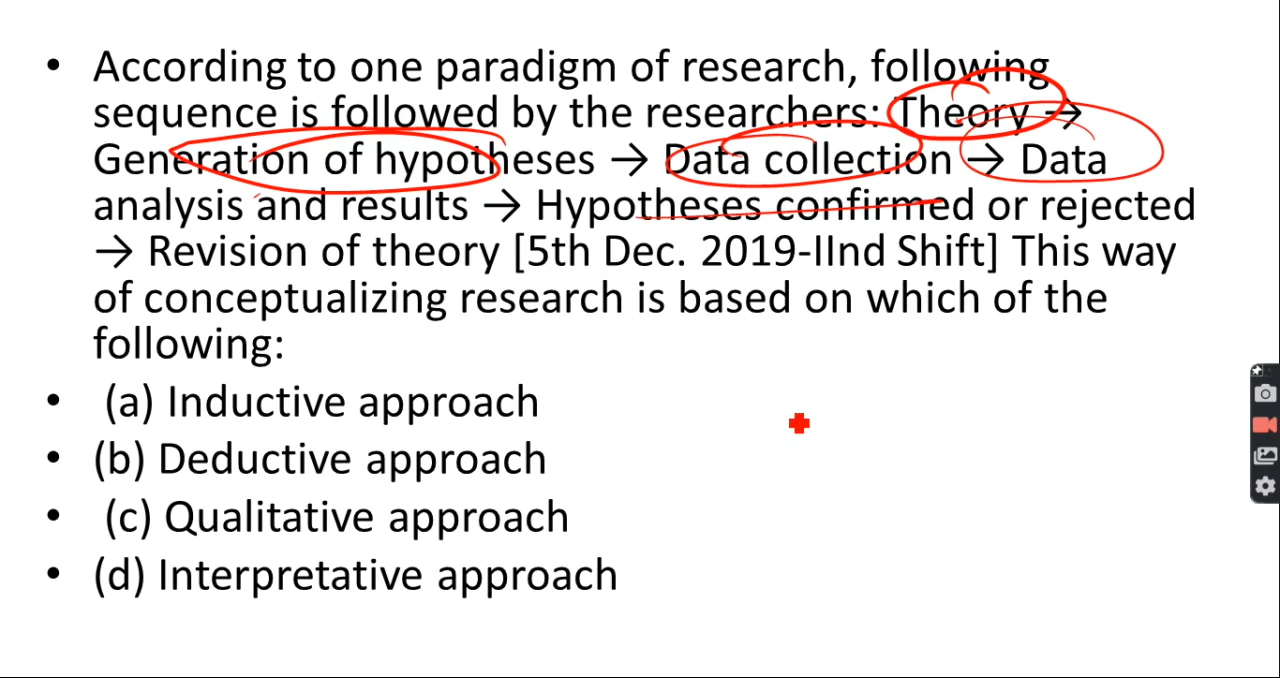 • According to one paradigm of research, following
sequence is followed by the researchers: Theory →
Generation of hypotheses → Data collection → Data
analysis and results → Hypotheses confirmed or rejected
→ Revision of theory [5th Dec. 2019-IInd Shift] This way
of conceptualizing research is based on which of the
following:
• (a) Inductive approach
• (b) Deductive approach
• (c) Qualitative approach
• (d) Interpretative approach